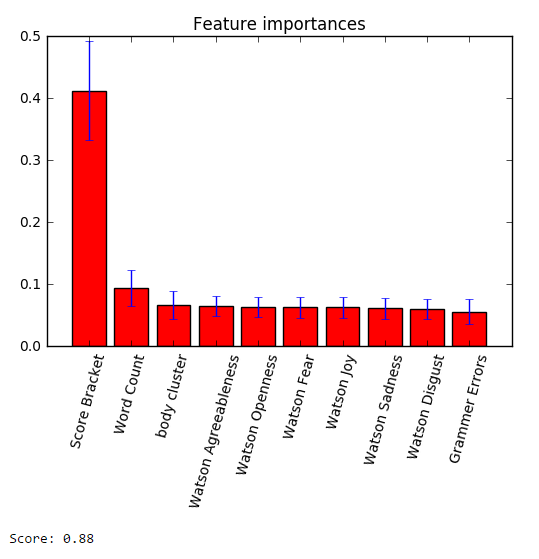 Feature importances
0.5
0.4
0.3
0.2
0.1
0.0
Score Bracket
Word Count
body cluster
Watson Agreeableness
Watson Openness
Watson Fear
Watson Joy
Watson Sadness
Watson Disgust
Grammer Errors
Score: 0.88